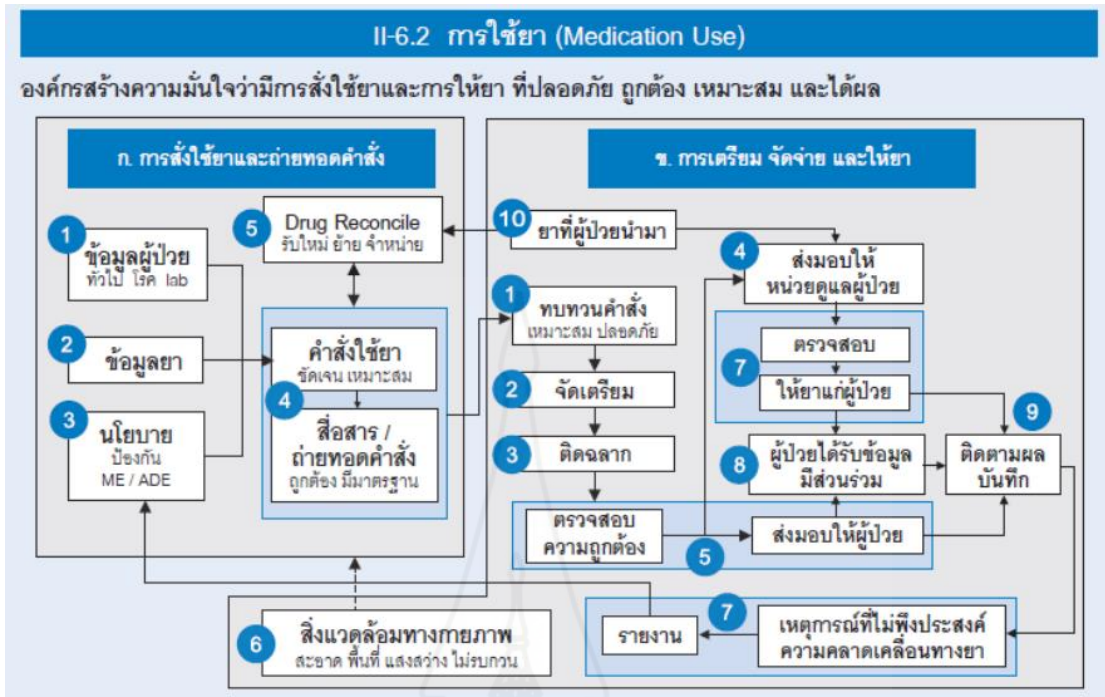 II-6.2 การใช้ยา (Medication Use)
องค์กรสร้างความมั่นใจว่ามีการสั่งใช้ยาและการให้ยา ที่ปลอดภัย ถูกต้อง เหมาะสม และได้ผล
ก. การสั่งใช้ยาและถ่ายทอดคำสั่ง
1
ข้อมูลผู้ป่วย
ทั่วไป โรค lab
2
ข้อมูลยา
3
นโยบาย
ป้องกัน
ME / ADE
5
Drug Reconcile
รับใหม่ ย้าย จำหน่าย
คำสั่งใช้ยา
ชัดเจน เหมาะสม
4
สื่อสาร /
ถ่ายทอดคำสั่ง
ถูกต้อง มีมาตรฐาน
ข. การเตรียม จัดจ่าย และให้ยา
10
ยาที่ผู้ป่วยนำมา
1
ทบทวนคำสั่ง
เหมาะสม ปลอดภัย
2
จัดเตรียม
3
ติดฉลาก
ตรวจสอบ
ความถูกต้อง
5
ส่งมอบให้ผู้ป่วย
4
ส่งมอบให้
หน่วยดูแลผู้ป่วย
ตรวจสอบ
7
ให้ยาแก่ผู้ป่วย
8
ผู้ป่วยได้รับข้อมูล
มีส่วนร่วม
9
ติดตามผล
บันทึก
6
สิ่งแวดล้อมทางกายภาพ
สะอาด พื้นที่ แสงสว่าง ไม่รบกวน
รายงาน
7
เหตุการณ์ที่ไม่พึงประสงค์
ความคลาดเคลื่อนทางยา